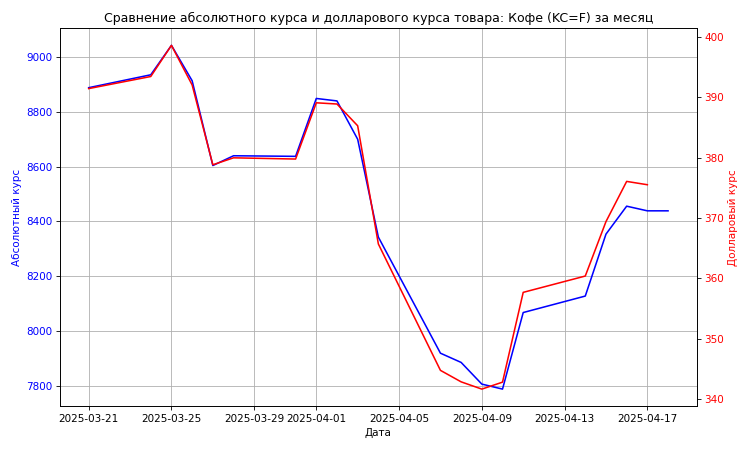 Сравнение абсолютного курса и долларового курса товара: Кофе (KC=F) за месяц
Абсолютный курс
9000
8800
8600
8400
8200
8000
7800
400
390
380
370
360
350
340
Долларовый курс
2025-03-21 2025-03-25 2025-03-29 2025-04-01 2025-04-05 2025-04-09 2025-04-13 2025-04-17
Дата